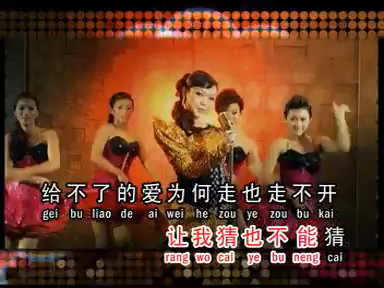 给不了的爱为何走也走不开
gei bu liao de ai wei he zou ye zou bu kai
让我猜也不能猜
rang wo cai ye bu neng cai